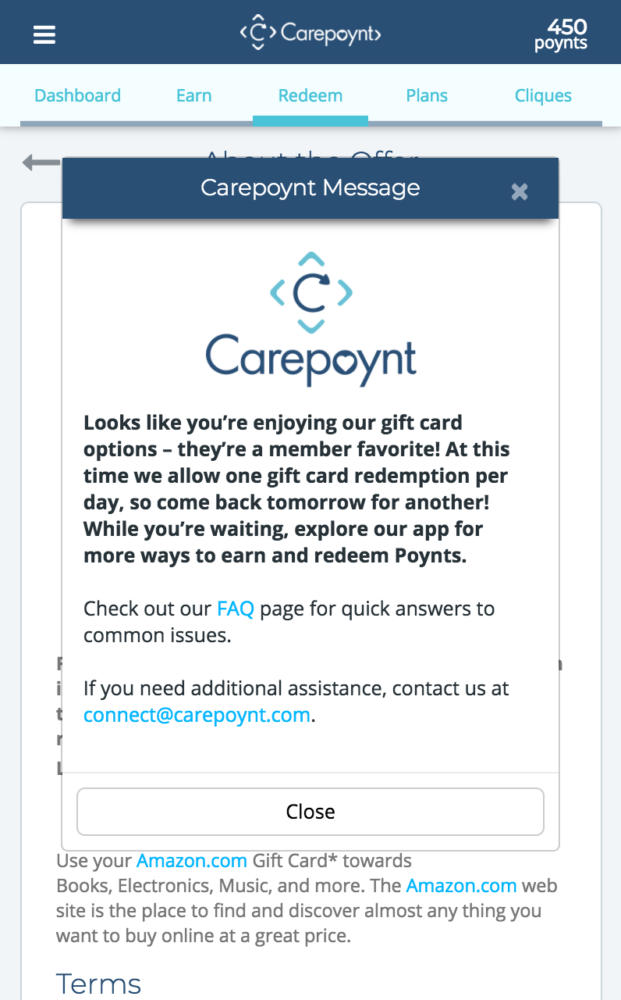 Carepoynt
450
poynts
Dashboard Earn Redeem Plans Cliques
About the Offer
Carepoynt Message
Carepoynt
Looks like you’re enjoying our gift card
options – they’re a member favorite! At this
time we allow one gift card redemption per
day, so come back tomorrow for another!
While you’re waiting, explore our app for
more ways to earn and redeem Poynts.
Check out our FAQ page for quick answers to
common issues.
If you need additional assistance, contact us at
connect@carepoynt.com.
Close
Use your Amazon.com Gift Card* towards
Books, Electronics, Music, and more. The Amazon.com web
site is the place to find and discover almost any thing you
want to buy online at a great price.
Terms